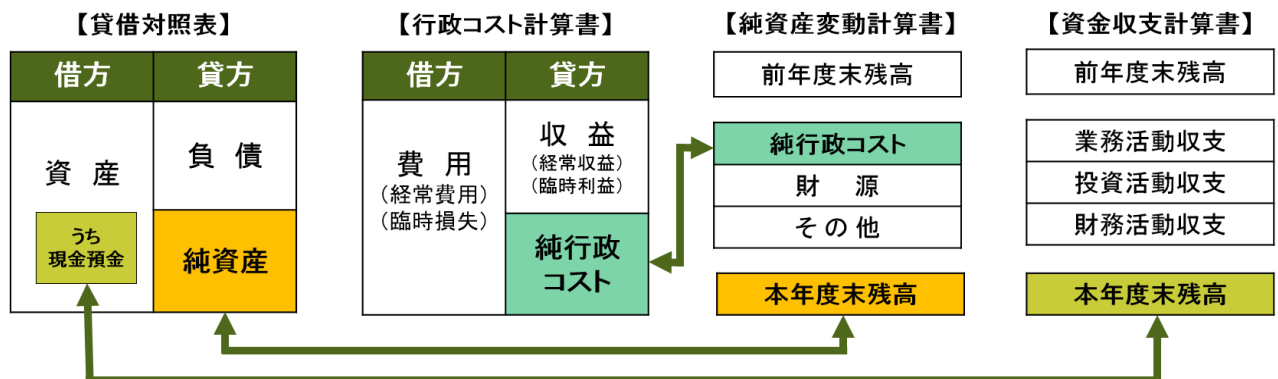 【貸借対照表】
借方
貸方
資 産
うち
現金預金
負 債
純資産
【行政コスト計算書】
借方
貸方
費 用
(経常費用)
(臨時損失)
収 益
(経常収益)
(臨時利益)
純行政
コスト
【純資産変動計算書】
前年度末残高
純行政コスト
財 源
その他
本年度末残高
【資金収支計算書】
前年度末残高
業務活動収支
投資活動収支
財務活動収支
本年度末残高